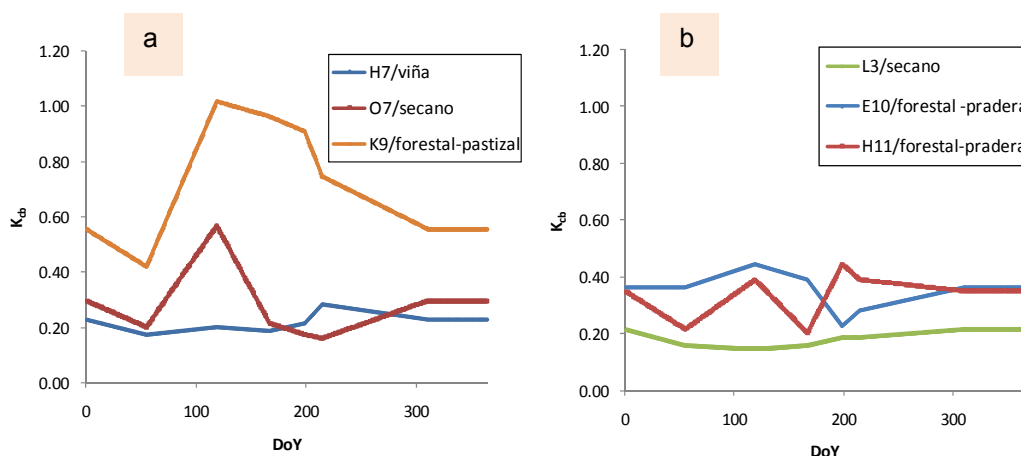 a
H7/viña
O7/secano
K9/forestal-pastizal
1.20
1.00
0.80
0.60
0.40
0.20
0.00
Kcb
0
100
200
300
DoY
b
L3/secano
E10/forestal -pradera
H11/forestal-pradera
1.20
1.00
0.80
0.60
0.40
0.20
0.00
Kcb
0
100
200
300
DoY